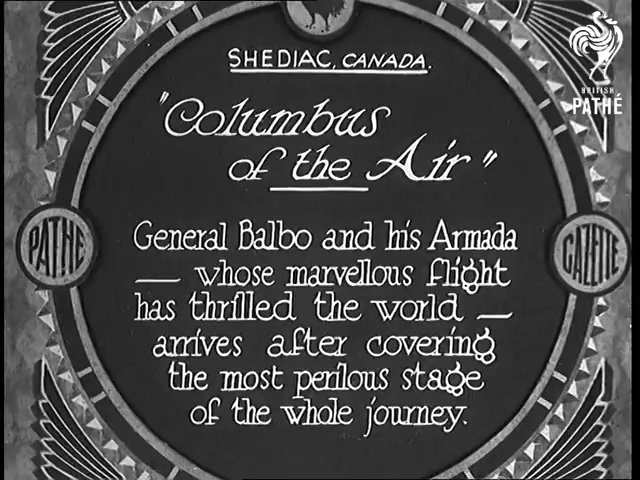 BRITISH
PATHÉ
SHEDIAC, CANADA.
"Columbus
of the Air"
PATHE
GAZETTE
General Balbo and his Armada
— whose marvellous flight
has thrilled the world —
arrives after covering
the most perilous stage
of the whole journey.